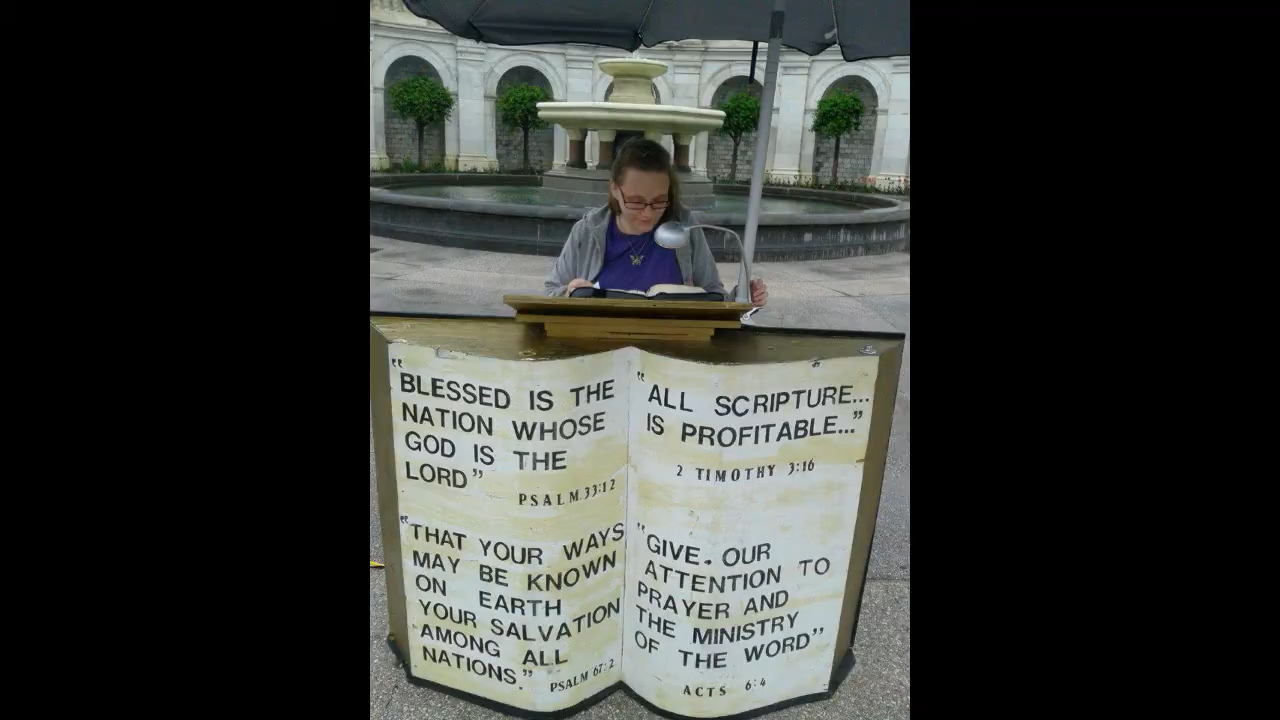 "BLESSED IS THE
NATION WHOSE
GOD IS THE
LORD"
PSALM.33:12
"THAT YOUR WAYS
MAY BE KNOWN
ON EARTH
YOUR SALVATION
AMONG ALL
NATIONS."
PSALM 67:2
"ALL SCRIPTURE...
IS PROFITABLE..."
2 TIMOTHY 3:16
"GIVE. OUR
ATTENTION TO
PRAYER AND
THE MINISTRY
OF THE WORD"
ACTS 6:4